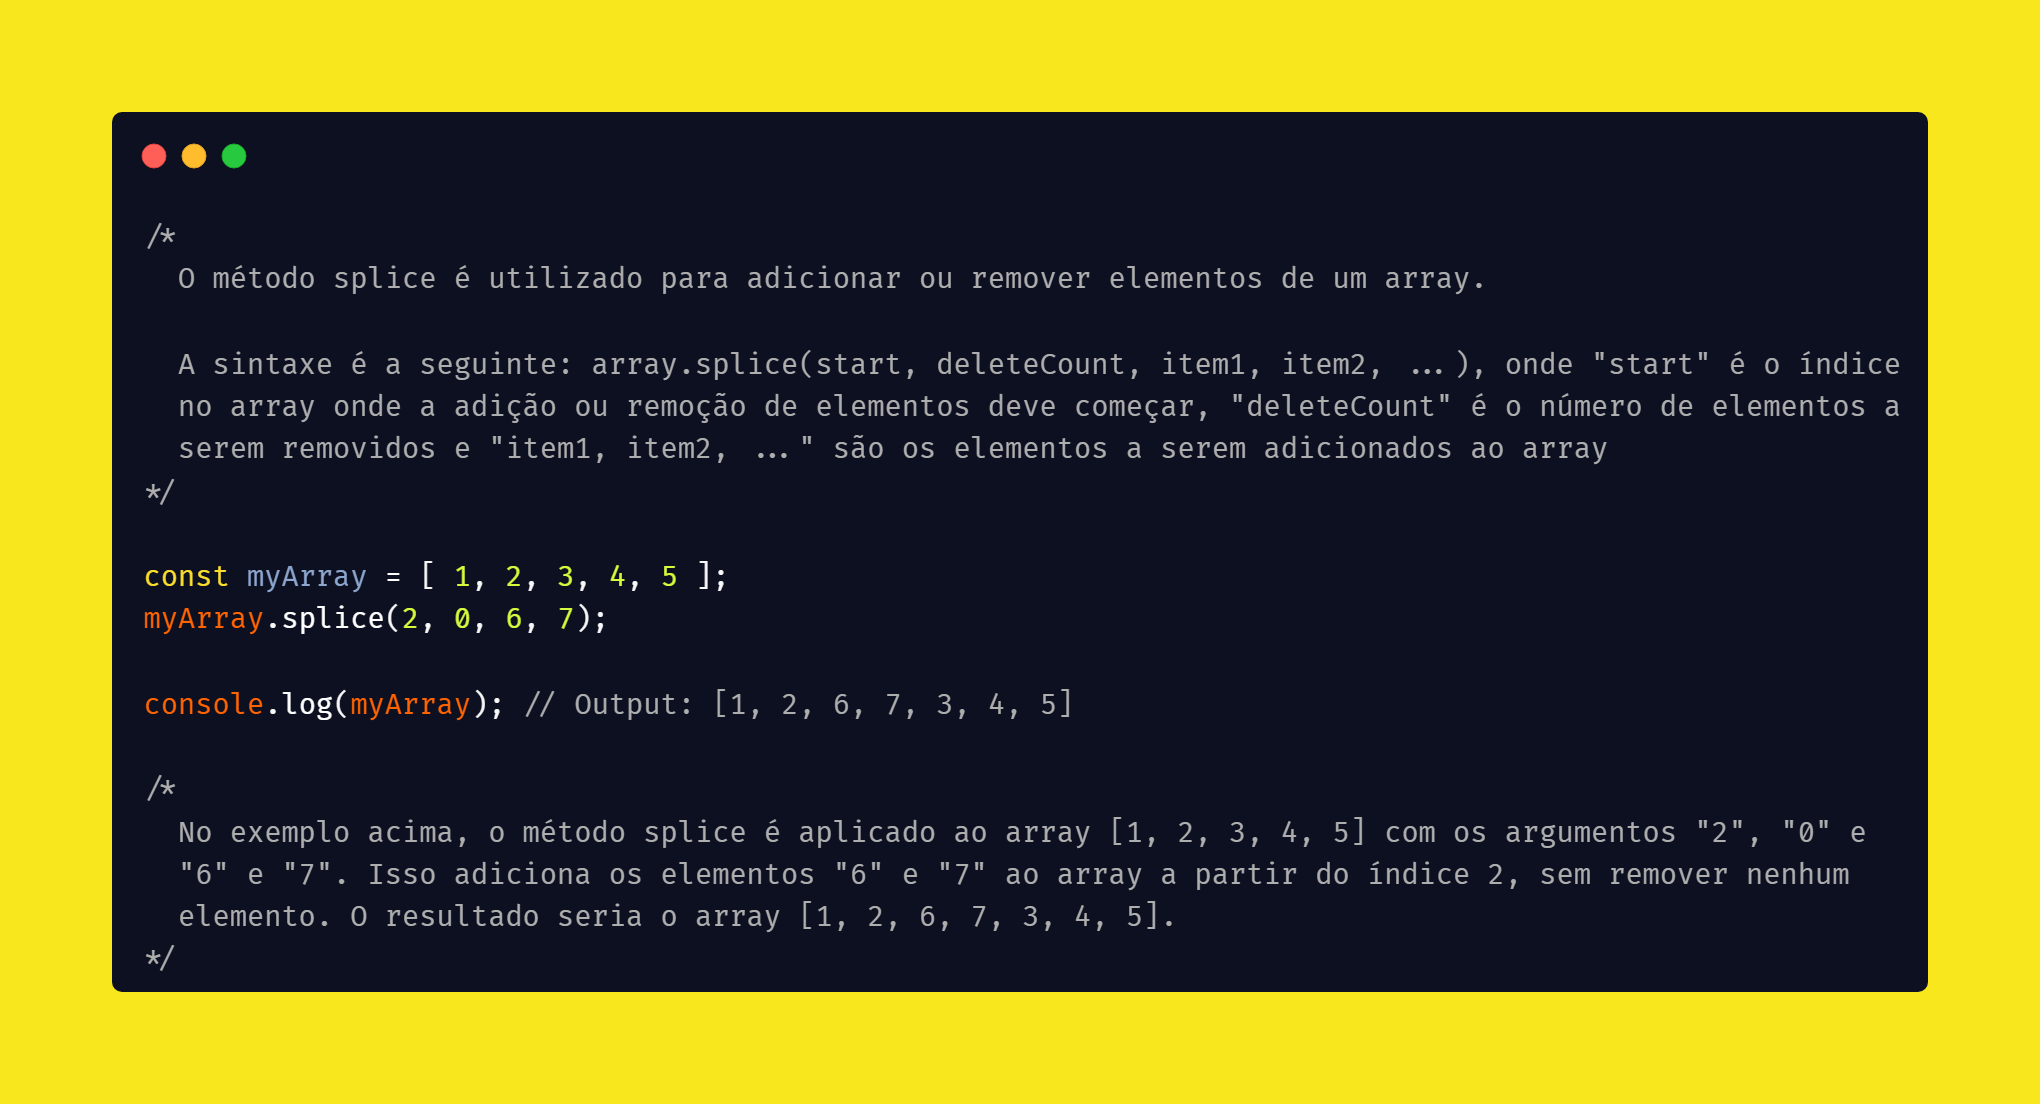 /*
  O método splice é utilizado para adicionar ou remover elementos de um array.
  A sintaxe é a seguinte: array.splice(start, deleteCount, item1, item2, ...), onde "start" é o índice
  no array onde a adição ou remoção de elementos deve começar, "deleteCount" é o número de elementos a
  serem removidos e "item1, item2, ..." são os elementos a serem adicionados ao array
*/
const myArray = [ 1, 2, 3, 4, 5 ];
myArray.splice(2, 0, 6, 7);
console.log(myArray); // Output: [1, 2, 6, 7, 3, 4, 5]
/*
  No exemplo acima, o método splice é aplicado ao array [1, 2, 3, 4, 5] com os argumentos "2", "0" e
  "6" e "7". Isso adiciona os elementos "6" e "7" ao array a partir do índice 2, sem remover nenhum
  elemento. O resultado seria o array [1, 2, 6, 7, 3, 4, 5].
*/